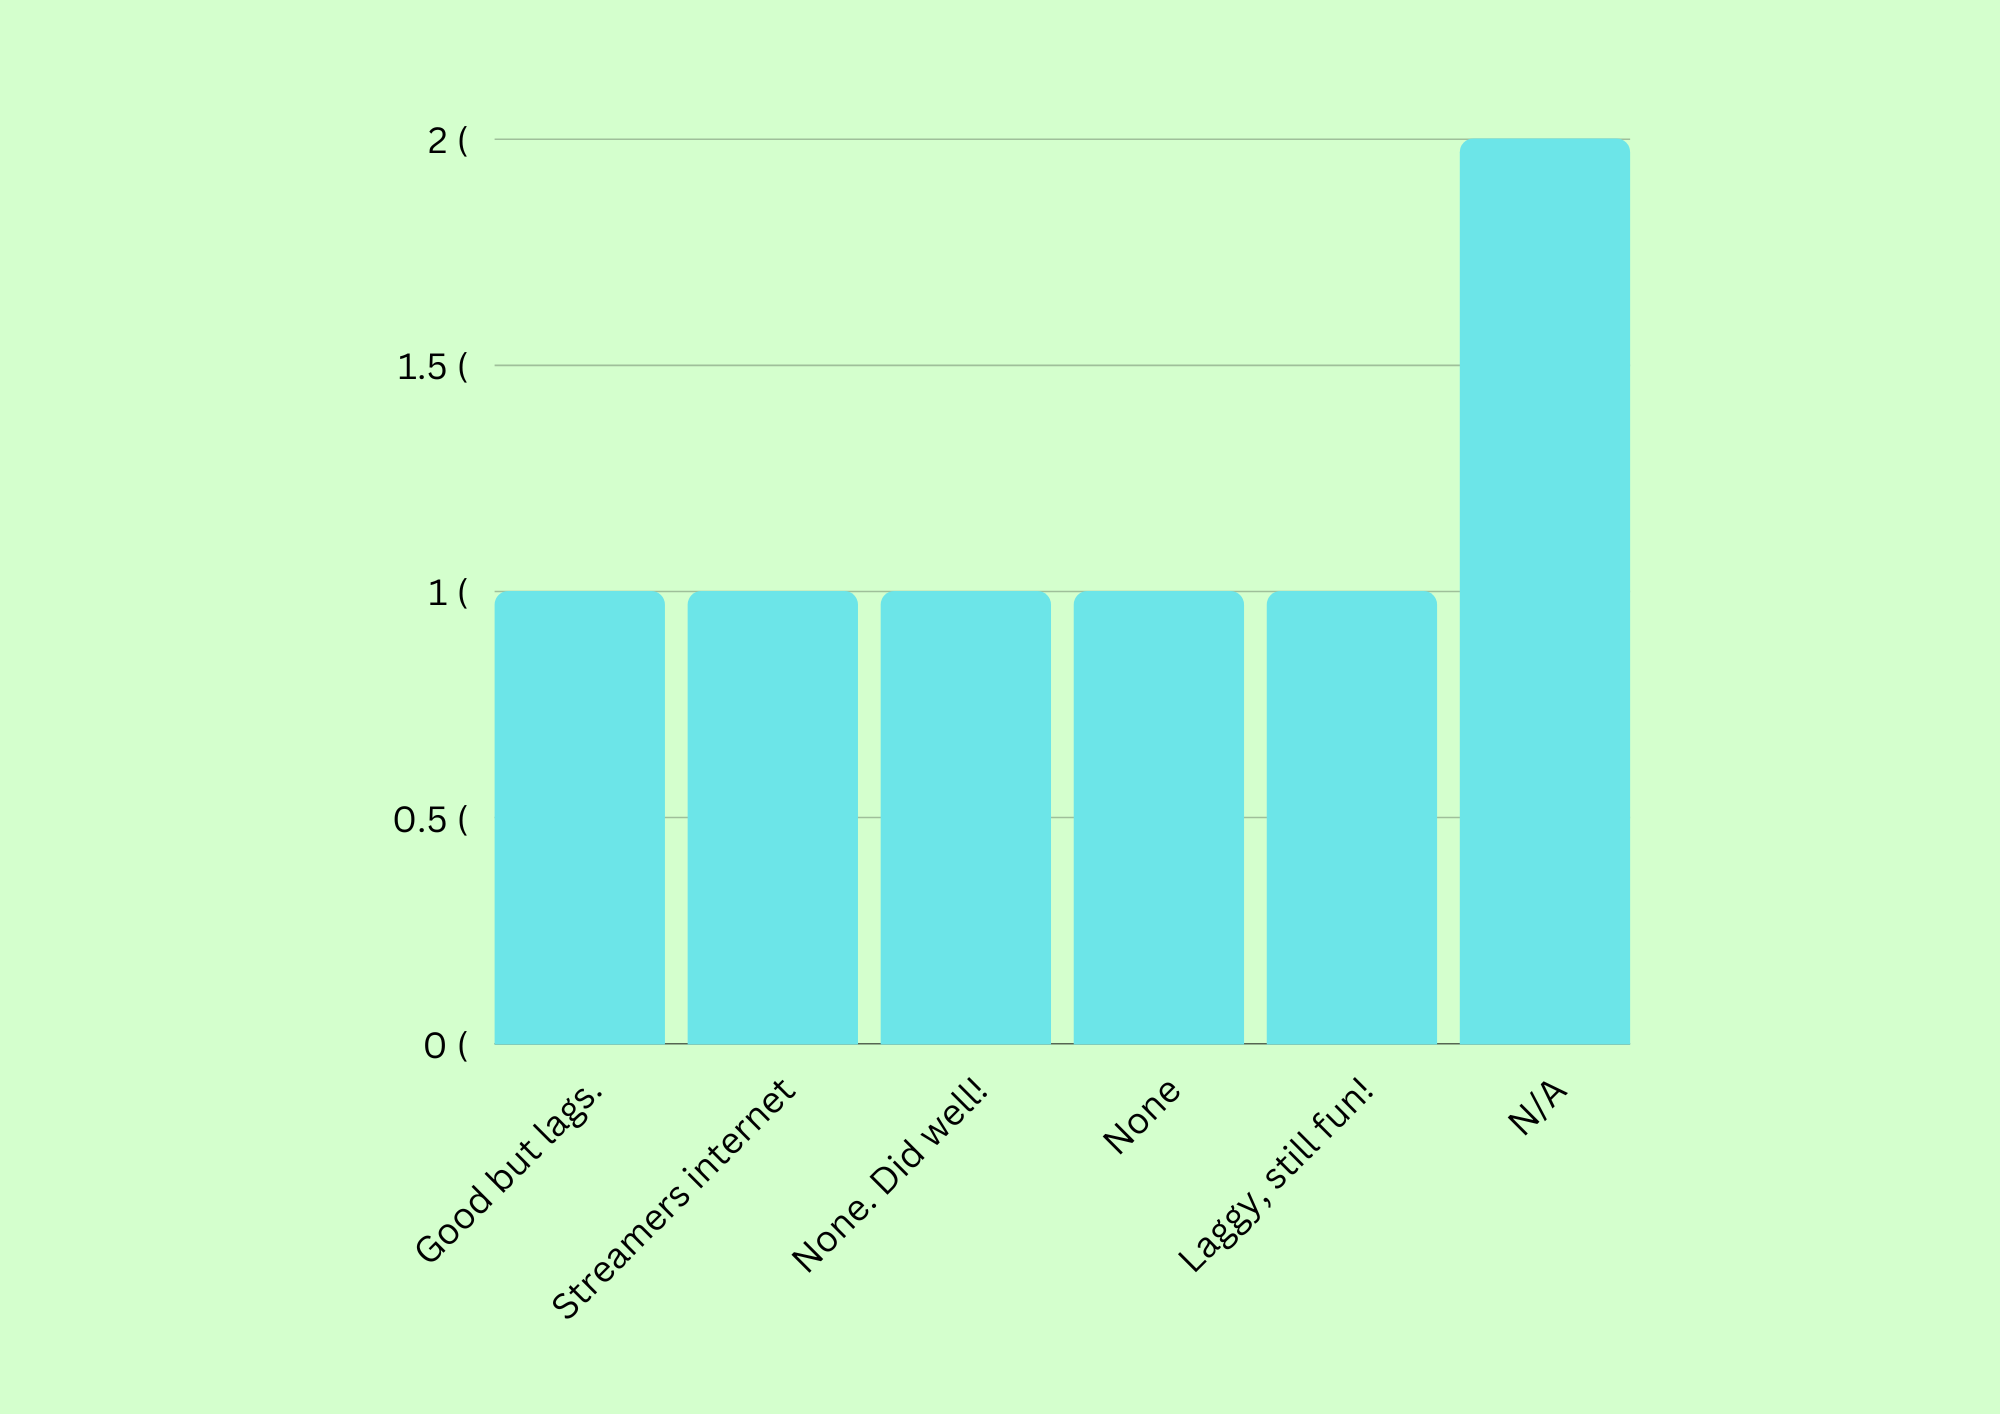 2 (
1.5 (
1 (
0.5 (
0 (
Good but lags.
Streamers internet
None. Did well!
None
Laggy, still fun!
N/A